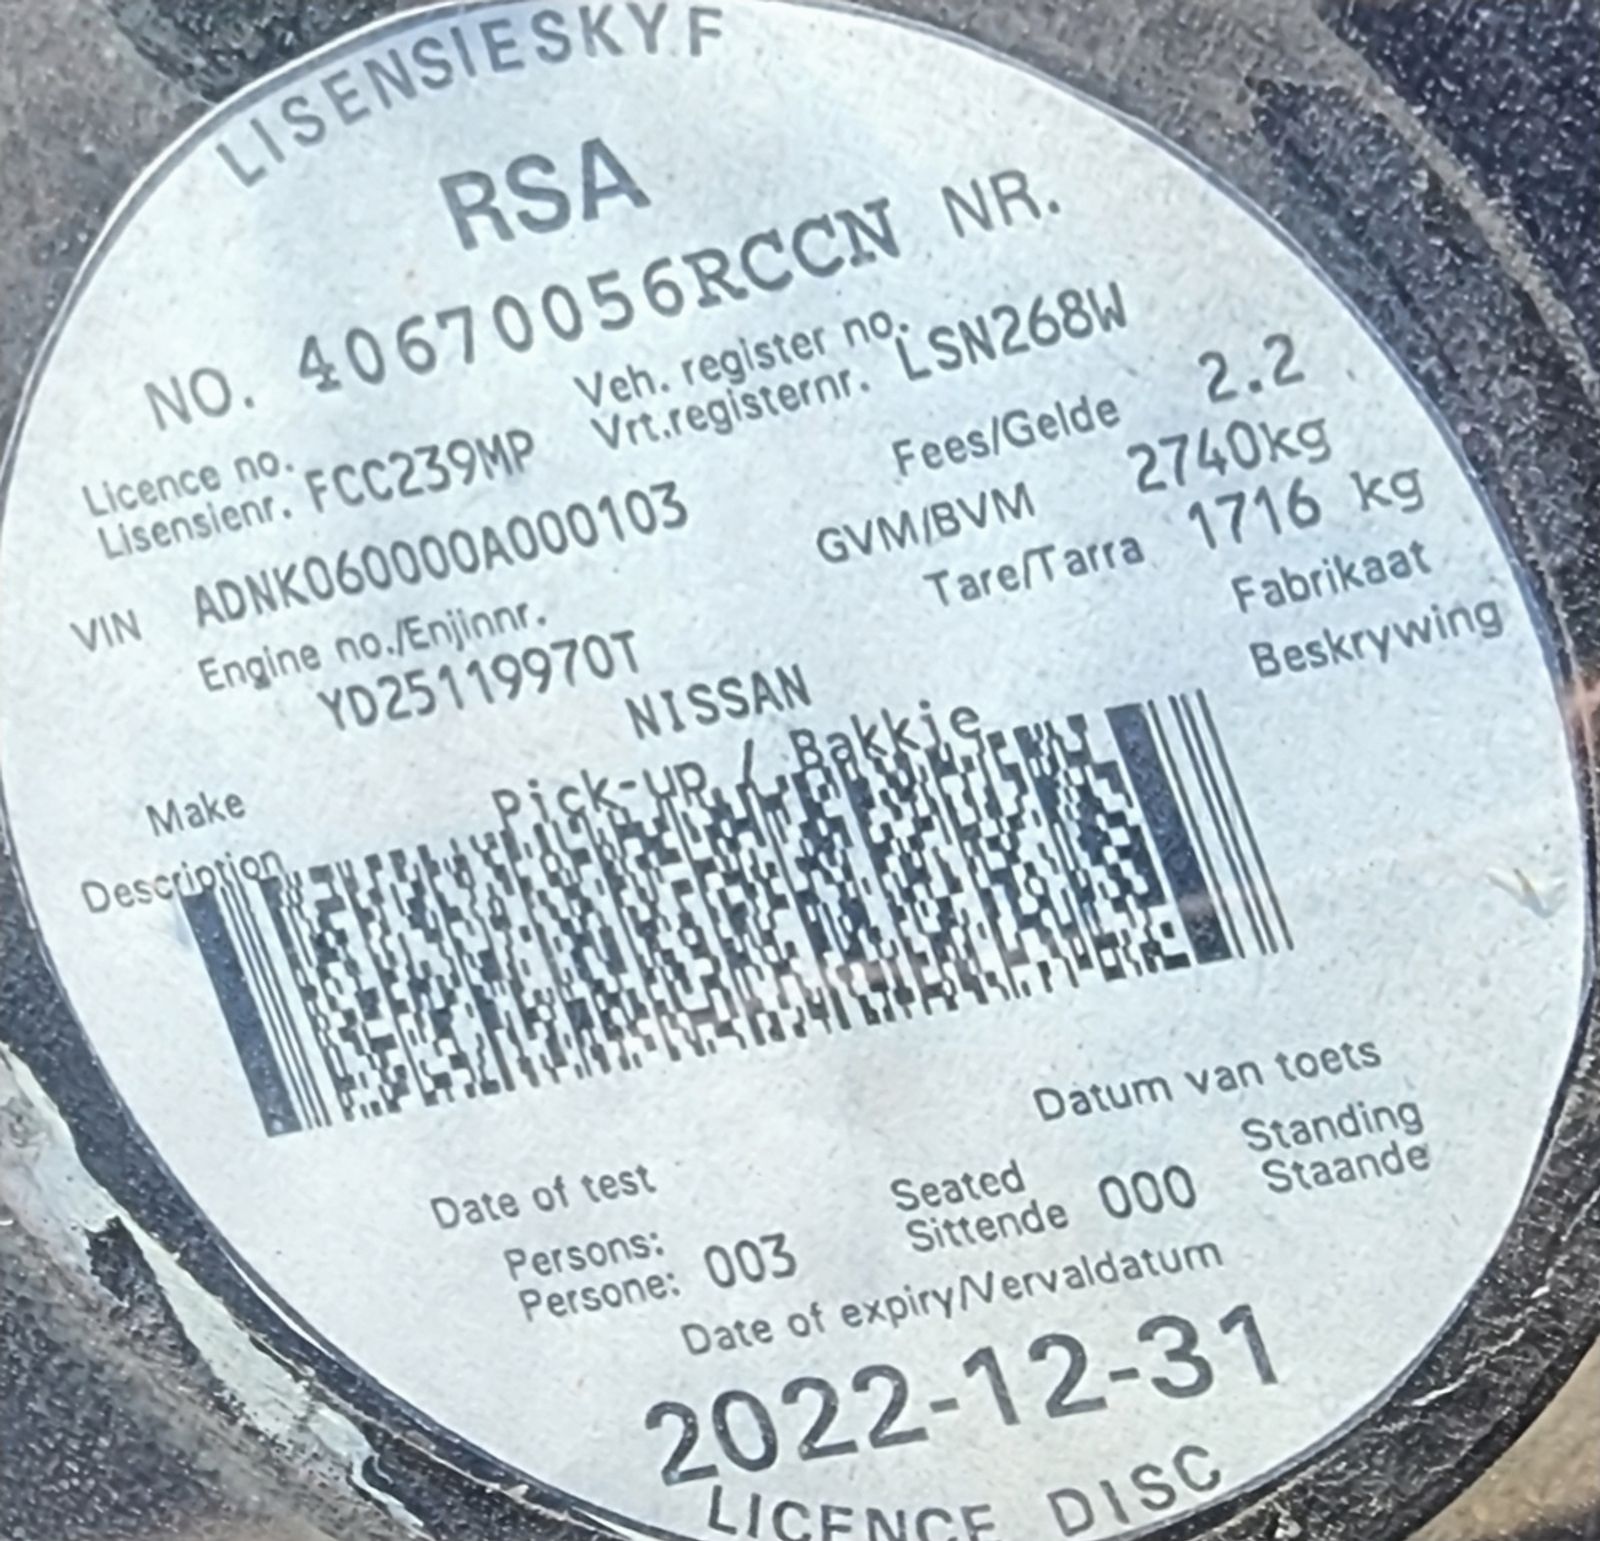 LISENSIESKYF
RSA
NO. 40670056RCCN NR.
Licence no. Veh. register no.
Lisensienr. FCC239MP Vrt.registernr. LSN268W
Fees/Gelde 2.2
VIN ADNK060000A000103 GVM/BVM 2740kg
Engine no./Enjinnr. Tare/Tarra 1716 kg
YD25119970T
Make NISSAN Fabrikaat
Description Pick-up / Bakkie Beskrywing
Date of test Datum van toets
Persons: Seated Standing
Persone: 003 Sittende 000 Staande
Date of expiry/Vervaldatum
2022-12-31
LICENCE DISC